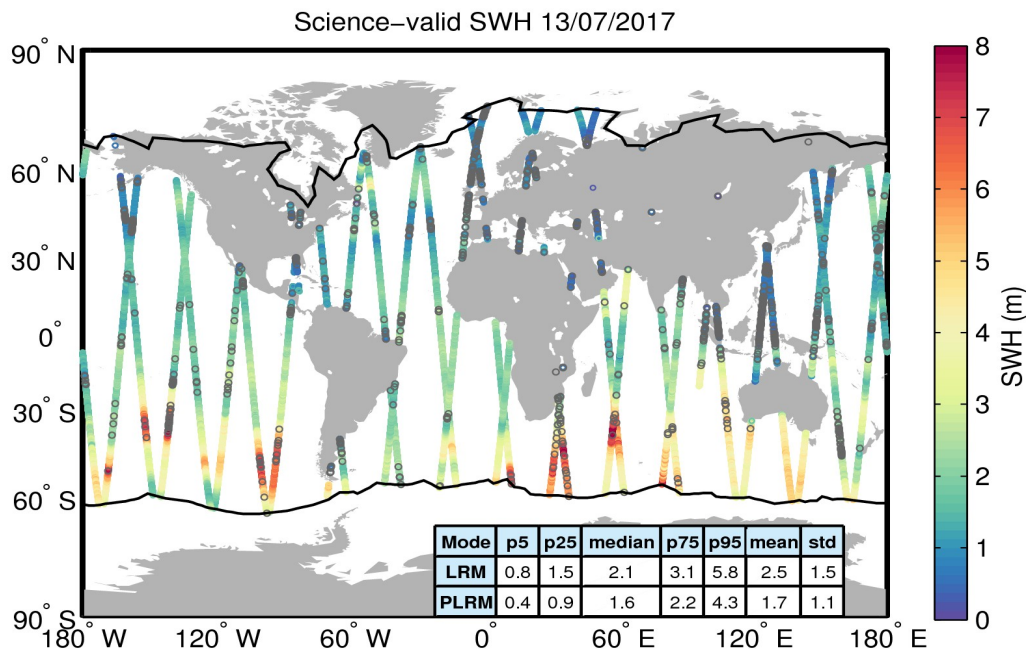 Science−valid SWH 13/07/2017
90° N
60° N
30° N
0°
30° S
60° S
90° S
180° W
120° W
60° W
0°
60° E
120° E
180° E
8
7
6
5
4
3
2
1
0
SWH (m)
Mode p5 p25 median p75 p95 mean std
LRM 0.8 1.5 2.1 3.1 5.8 2.5 1.5
PLRM 0.4 0.9 1.6 2.2 4.3 1.7 1.1